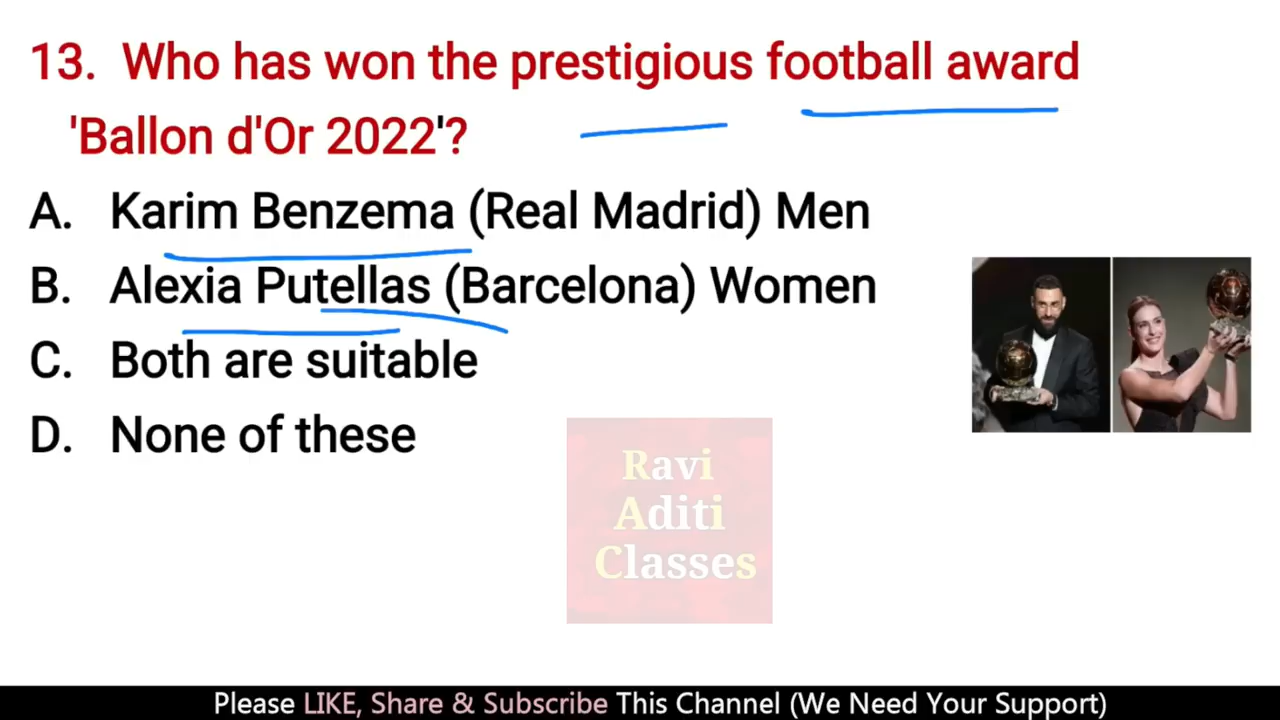 13. Who has won the prestigious football award
'Ballon d'Or 2022'?
A. Karim Benzema (Real Madrid) Men
B. Alexia Putellas (Barcelona) Women
C. Both are suitable
D. None of these
Ravi
Aditi
Classes
Please LIKE, Share & Subscribe This Channel (We Need Your Support)